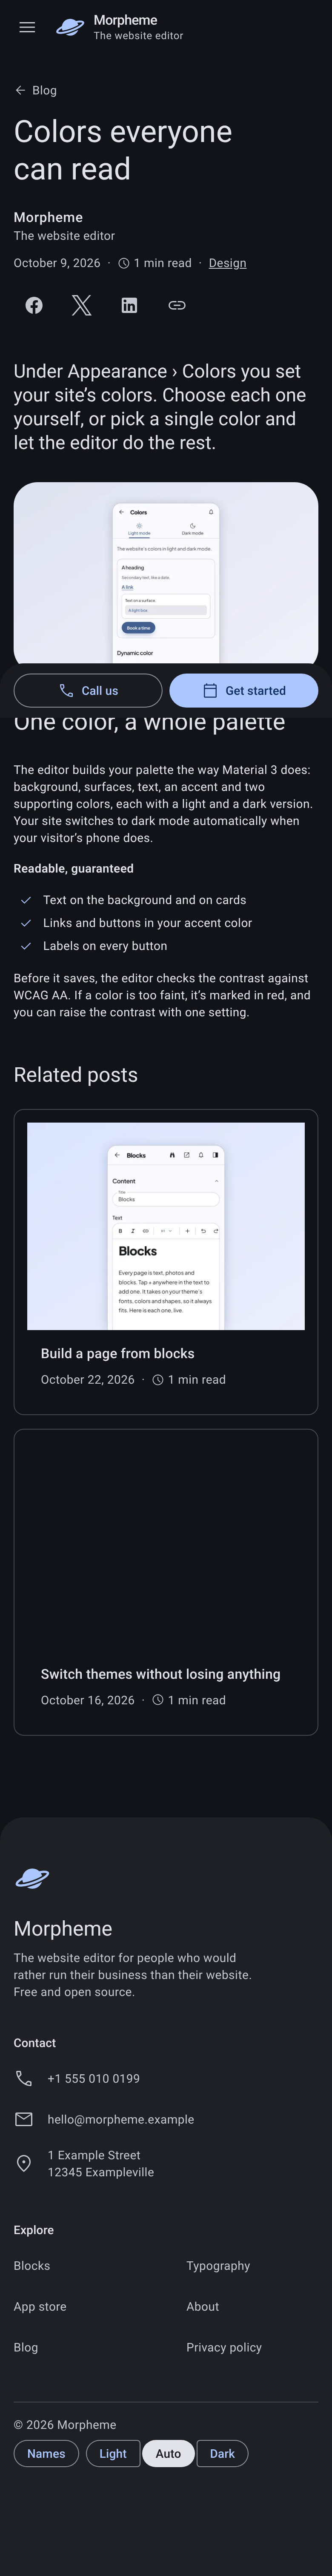 Morpheme
The website editor
Blog
Colors everyone
can read
Morpheme
The website editor
October 9, 2026 · 1 min read · Design
Under Appearance › Colors you set
your site’s colors. Choose each one
yourself, or pick a single color and
let the editor do the rest.
Colors
Light mode
Dark mode
The website's colors in light and dark mode.
A heading
Secondary text, like a date.
A link
Text on a surface
A light box
Book a time
Dynamic color
Call us
Get started
One color, a whole palette
The editor builds your palette the way Material 3 does:
background, surfaces, text, an accent and two
supporting colors, each with a light and a dark version.
Your site switches to dark mode automatically when
your visitor’s phone does.
Readable, guaranteed
Text on the background and on cards
Links and buttons in your accent color
Labels on every button
Before it saves, the editor checks the contrast against
WCAG AA. If a color is too faint, it’s marked in red, and
you can raise the contrast with one setting.
Related posts
Blocks
Content
Title
Blocks
Text
B I
Blocks
Every page is text, photos and
blocks. Tap + anywhere in the text to
add one. It takes on your theme's
fonts, colors and shapes, so it always
fits. Here is each one, live.
Build a page from blocks
October 22, 2026 · 1 min read
Switch themes without losing anything
October 16, 2026 · 1 min read
Morpheme
The website editor for people who would
rather run their business than their website.
Free and open source.
Contact
+1 555 010 0199
hello@morpheme.example
1 Example Street
12345 Exampleville
Explore
Blocks
Typography
App store
About
Blog
Privacy policy
© 2026 Morpheme
Names
Light
Auto
Dark